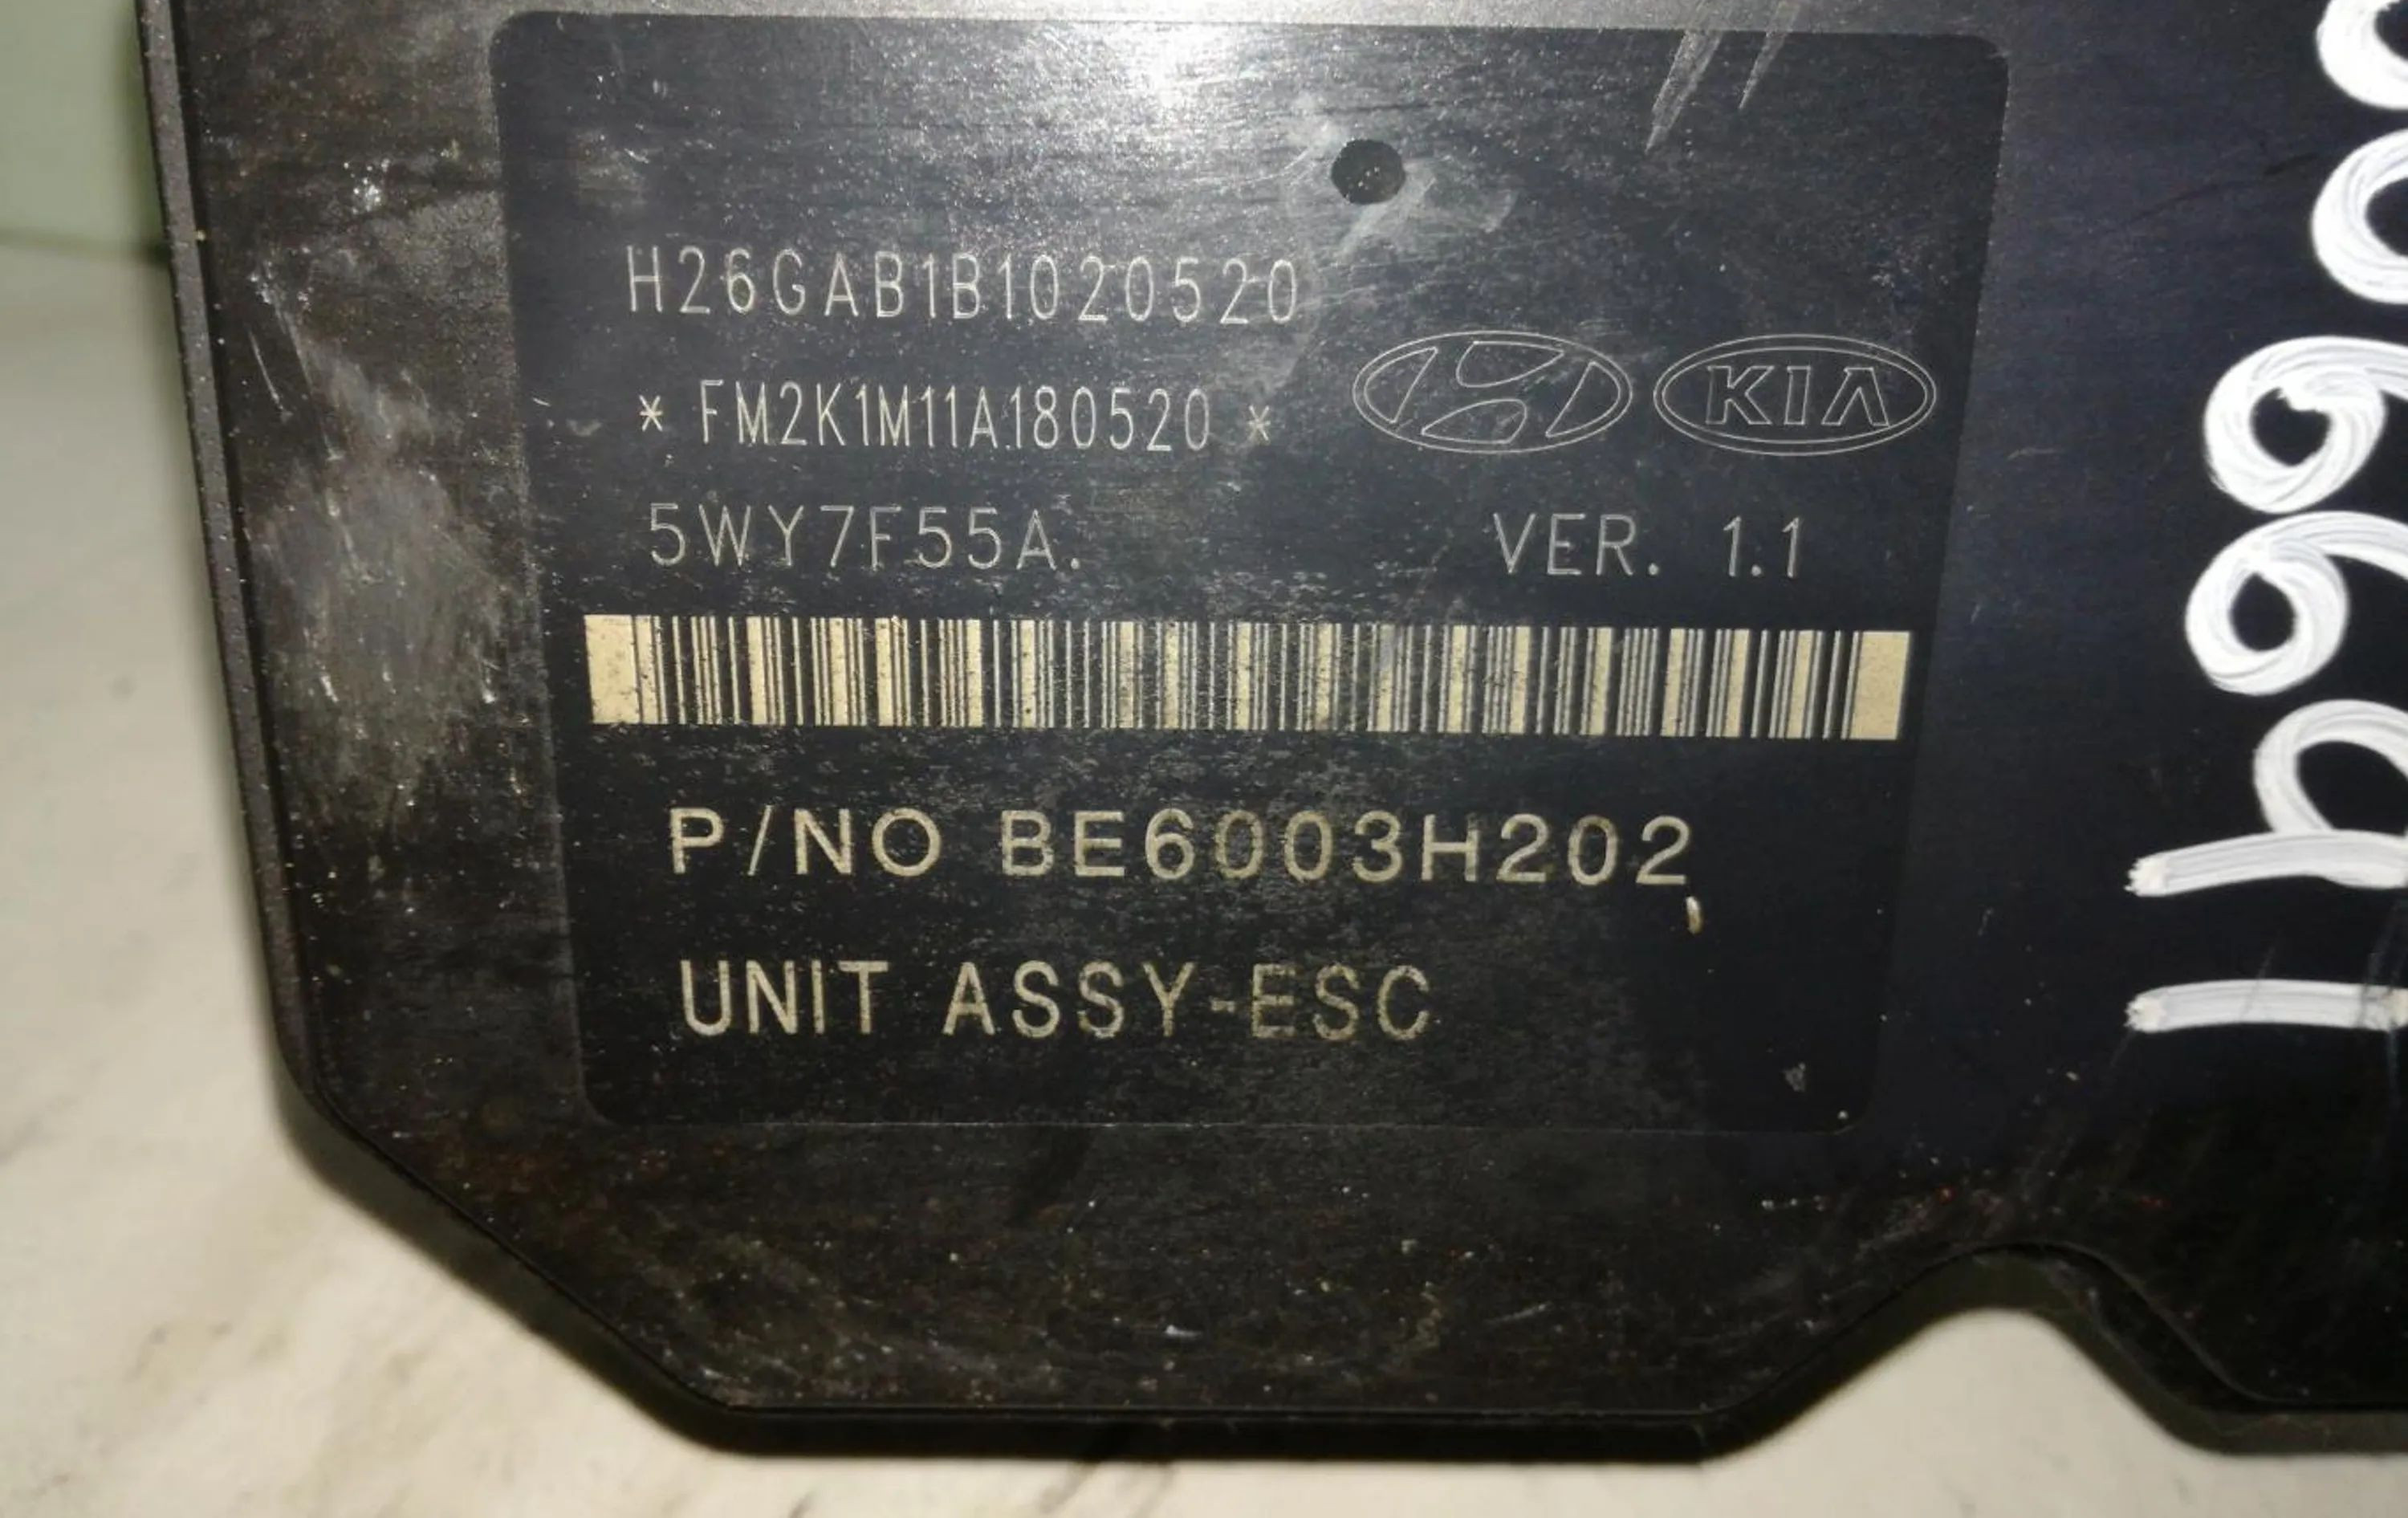 H26GAB1B1020520
* FM2K1M11A180520 *
KIA
5WY7F55A. VER. 1.1
P/NO BE6003H202
UNIT ASSY-ESC